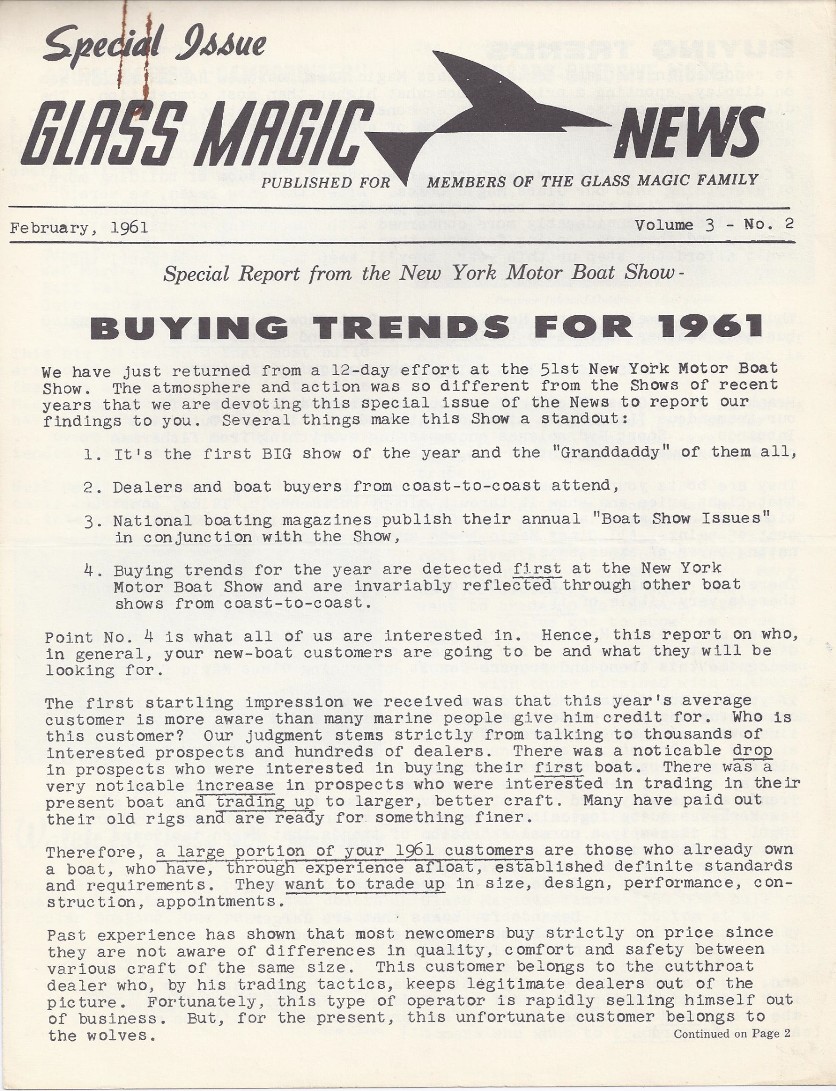 Special Issue
GLASS MAGIC NEWS
PUBLISHED FOR MEMBERS OF THE GLASS MAGIC FAMILY
February, 1961 Volume 3 - No. 2
Special Report from the New York Motor Boat Show -
BUYING TRENDS FOR 1961
We have just returned from a 12-day effort at the 51st New York Motor Boat
Show. The atmosphere and action was so different from the Shows of recent
years that we are devoting this special issue of the News to report our
findings to you. Several things make this Show a standout:
1. It's the first BIG show of the year and the "Granddaddy" of them all,
2. Dealers and boat buyers from coast-to-coast attend,
3. National boating magazines publish their annual "Boat Show Issues"
in conjunction with the Show,
4. Buying trends for the year are detected first at the New York
Motor Boat Show and are invariably reflected through other boat
shows from coast-to-coast.
Point No. 4 is what all of us are interested in. Hence, this report on who,
in general, your new-boat customers are going to be and what they will be
looking for.
The first startling impression we received was that this year's average
customer is more aware than many marine people give him credit for. Who is
this customer? Our judgment stems strictly from talking to thousands of
interested prospects and hundreds of dealers. There was a noticable drop
in prospects who were interested in buying their first boat. There was a
very noticable increase in prospects who were interested in trading in their
present boat and trading up to larger, better craft. Many have paid out
their old rigs and are ready for something finer.
Therefore, a large portion of your 1961 customers are those who already own
a boat, who have, through experience afloat, established definite standards
and requirements. They want to trade up in size, design, performance, con-
struction, appointments.
Past experience has shown that most newcomers buy strictly on price since
they are not aware of differences in quality, comfort and safety between
various craft of the same size. This customer belongs to the cutthroat
dealer who, by his trading tactics, keeps legitimate dealers out of the
picture. Fortunately, this type of operator is rapidly selling himself out
of business. But, for the present, this unfortunate customer belongs to
the wolves. Continued on Page 2